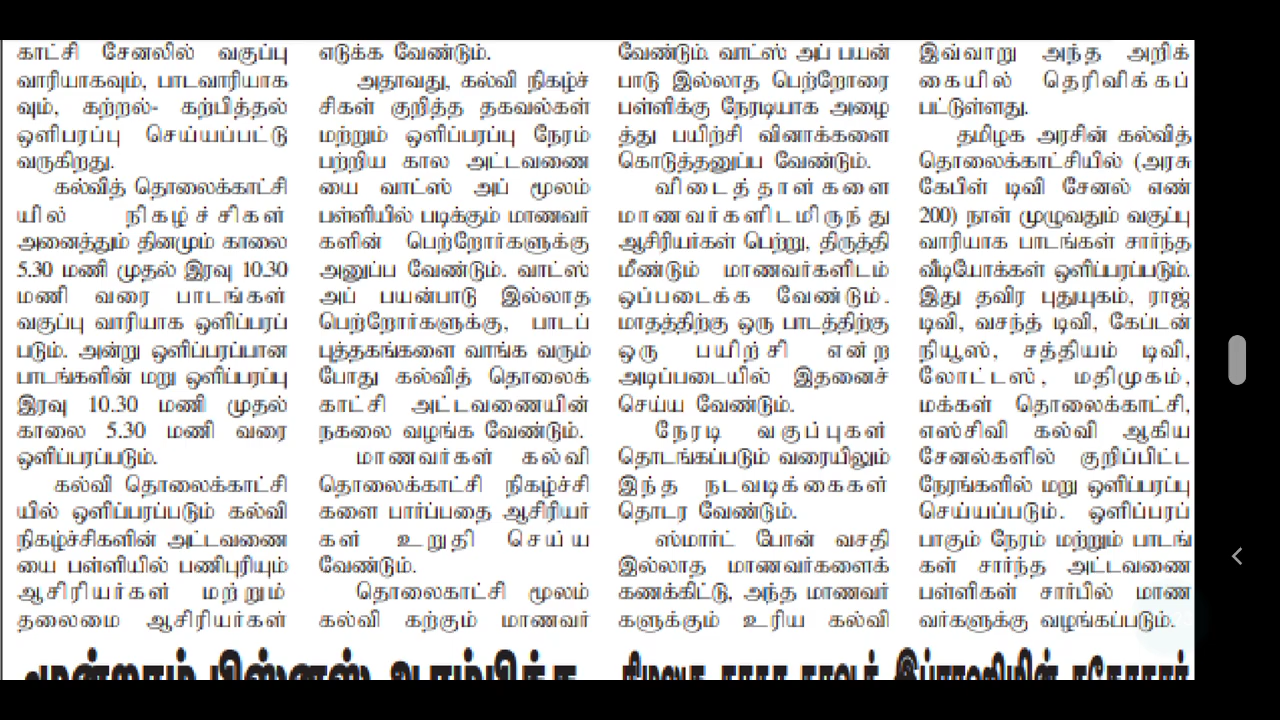 காட்சி சேனலில் வகுப்பு
வாரியாகவும், பாடவாரியாக
வும், கற்றல்- கற்பித்தல்
ஒளிபரப்பு செய்யப்பட்டு
வருகிறது.
கல்வித் தொலைக்காட்சி
யில் நிகழ்ச்சிகள்
அனைத்தும் தினமும் காலை
5.30 மணி முதல் இரவு 10.30
மணி வரை பாடங்கள்
வகுப்பு வாரியாக ஒளிப்பரப்
படும். அன்று ஒளிப்பரப்பான
பாடங்களின் மறு ஒளிப்பரப்பு
இரவு 10.30 மணி முதல்
காலை 5.30 மணி வரை
ஒளிப்பரப்படும்.
கல்வி தொலைக்காட்சி
யில் ஒளிப்பரப்படும் கல்வி
நிகழ்ச்சிகளின் அட்டவணை
யை பள்ளியில் பணிபுரியும்
ஆசிரியர்கள் மற்றும்
தலைமை ஆசிரியர்கள்
எடுக்க வேண்டும்.
அதாவது, கல்வி நிகழ்ச்
சிகள் குறித்த தகவல்கள்
மற்றும் ஒளிப்பரப்பு நேரம்
பற்றிய கால அட்டவணை
யை வாட்ஸ் அப் மூலம்
பள்ளியில் படிக்கும் மாணவர்
களின் பெற்றோர்களுக்கு
அனுப்ப வேண்டும். வாட்ஸ்
அப் பயன்பாடு இல்லாத
பெற்றோர்களுக்கு, பாடப்
புத்தகங்களை வாங்க வரும்
போது கல்வித் தொலைக்
காட்சி அட்டவணையின்
நகலை வழங்க வேண்டும்.
மாணவர்கள் கல்வி
தொலைக்காட்சி நிகழ்ச்சி
களை பார்ப்பதை ஆசிரியர்
கள் உறுதி செய்ய
வேண்டும்.
தொலைகாட்சி மூலம்
கல்வி கற்கும் மாணவர்
வேண்டும். வாட்ஸ் அப் பயன்
பாடு இல்லாத பெற்றோரை
பள்ளிக்கு நேரடியாக அழை
த்து பயிற்சி வினாக்களை
கொடுத்தனுப்ப வேண்டும்.
விடைத்தாள்களை
மாணவர்களிடமிருந்து
ஆசிரியர்கள் பெற்று, திருத்தி
மீண்டும் மாணவர்களிடம்
ஒப்படைக்க வேண்டும்.
மாதத்திற்கு ஒரு பாடத்திற்கு
ஒரு பயிற்சி என்ற
அடிப்படையில் இதனைச்
செய்ய வேண்டும்.
நேரடி வகுப்புகள்
தொடங்கப்படும் வரையிலும்
இந்த நடவடிக்கைகள்
தொடர வேண்டும்.
ஸ்மார்ட் போன் வசதி
இல்லாத மாணவர்களைக்
கணக்கிட்டு, அந்த மாணவர்
களுக்கும் உரிய கல்வி
இவ்வாறு அந்த அறிக்
கையில் தெரிவிக்கப்
பட்டுள்ளது.
தமிழக அரசின் கல்வித்
தொலைக்காட்சியில் (அரசு
கேபிள் டிவி சேனல் எண்
200) நாள் முழுவதும் வகுப்பு
வாரியாக பாடங்கள் சார்ந்த
வீடியோக்கள் ஒளிப்பரப்படும்.
இது தவிர புதுயுகம், ராஜ்
டிவி, வசந்த் டிவி, கேப்டன்
நியூஸ், சத்தியம் டிவி,
லோட்டஸ், மதிமுகம்,
மக்கள் தொலைக்காட்சி,
எஸ்சிவி கல்வி ஆகிய
சேனல்களில் குறிப்பிட்ட
நேரங்களில் மறு ஒளிப்பரப்பு
செய்யப்படும். ஒளிப்பரப்
பாகும் நேரம் மற்றும் பாடங்
கள் சார்ந்த அட்டவணை
பள்ளிகள் சார்பில் மாண
வர்களுக்கு வழங்கப்படும்.